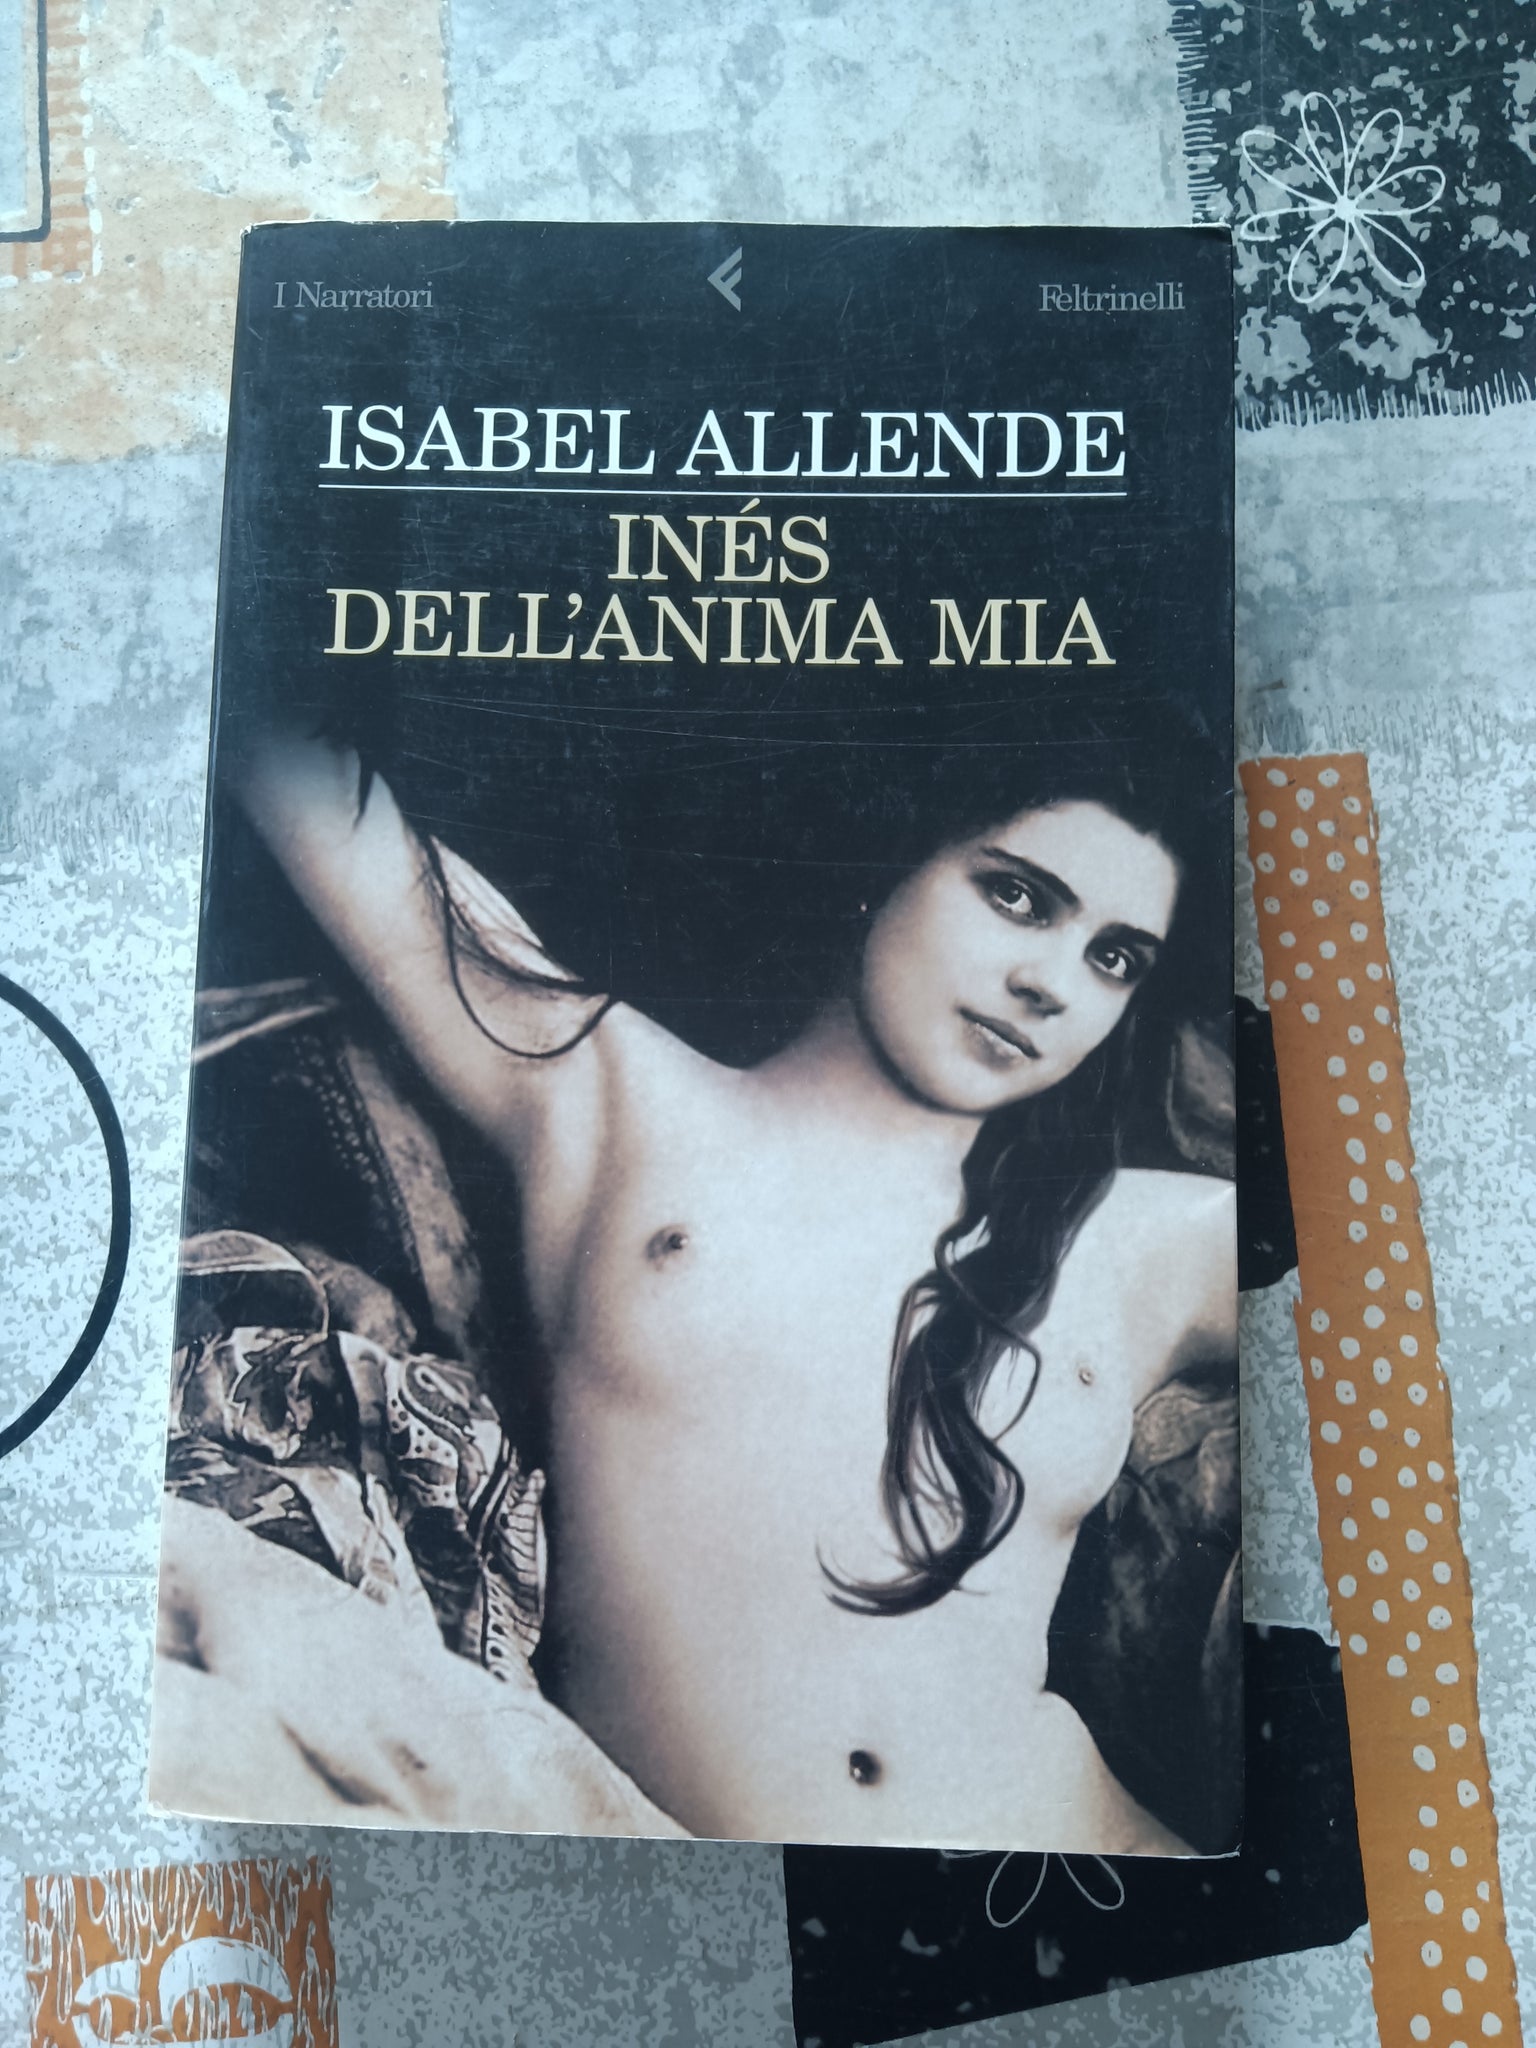 I Narratori
Feltrinelli
ISABEL ALLENDE
INÉS
DELL'ANIMA MIA